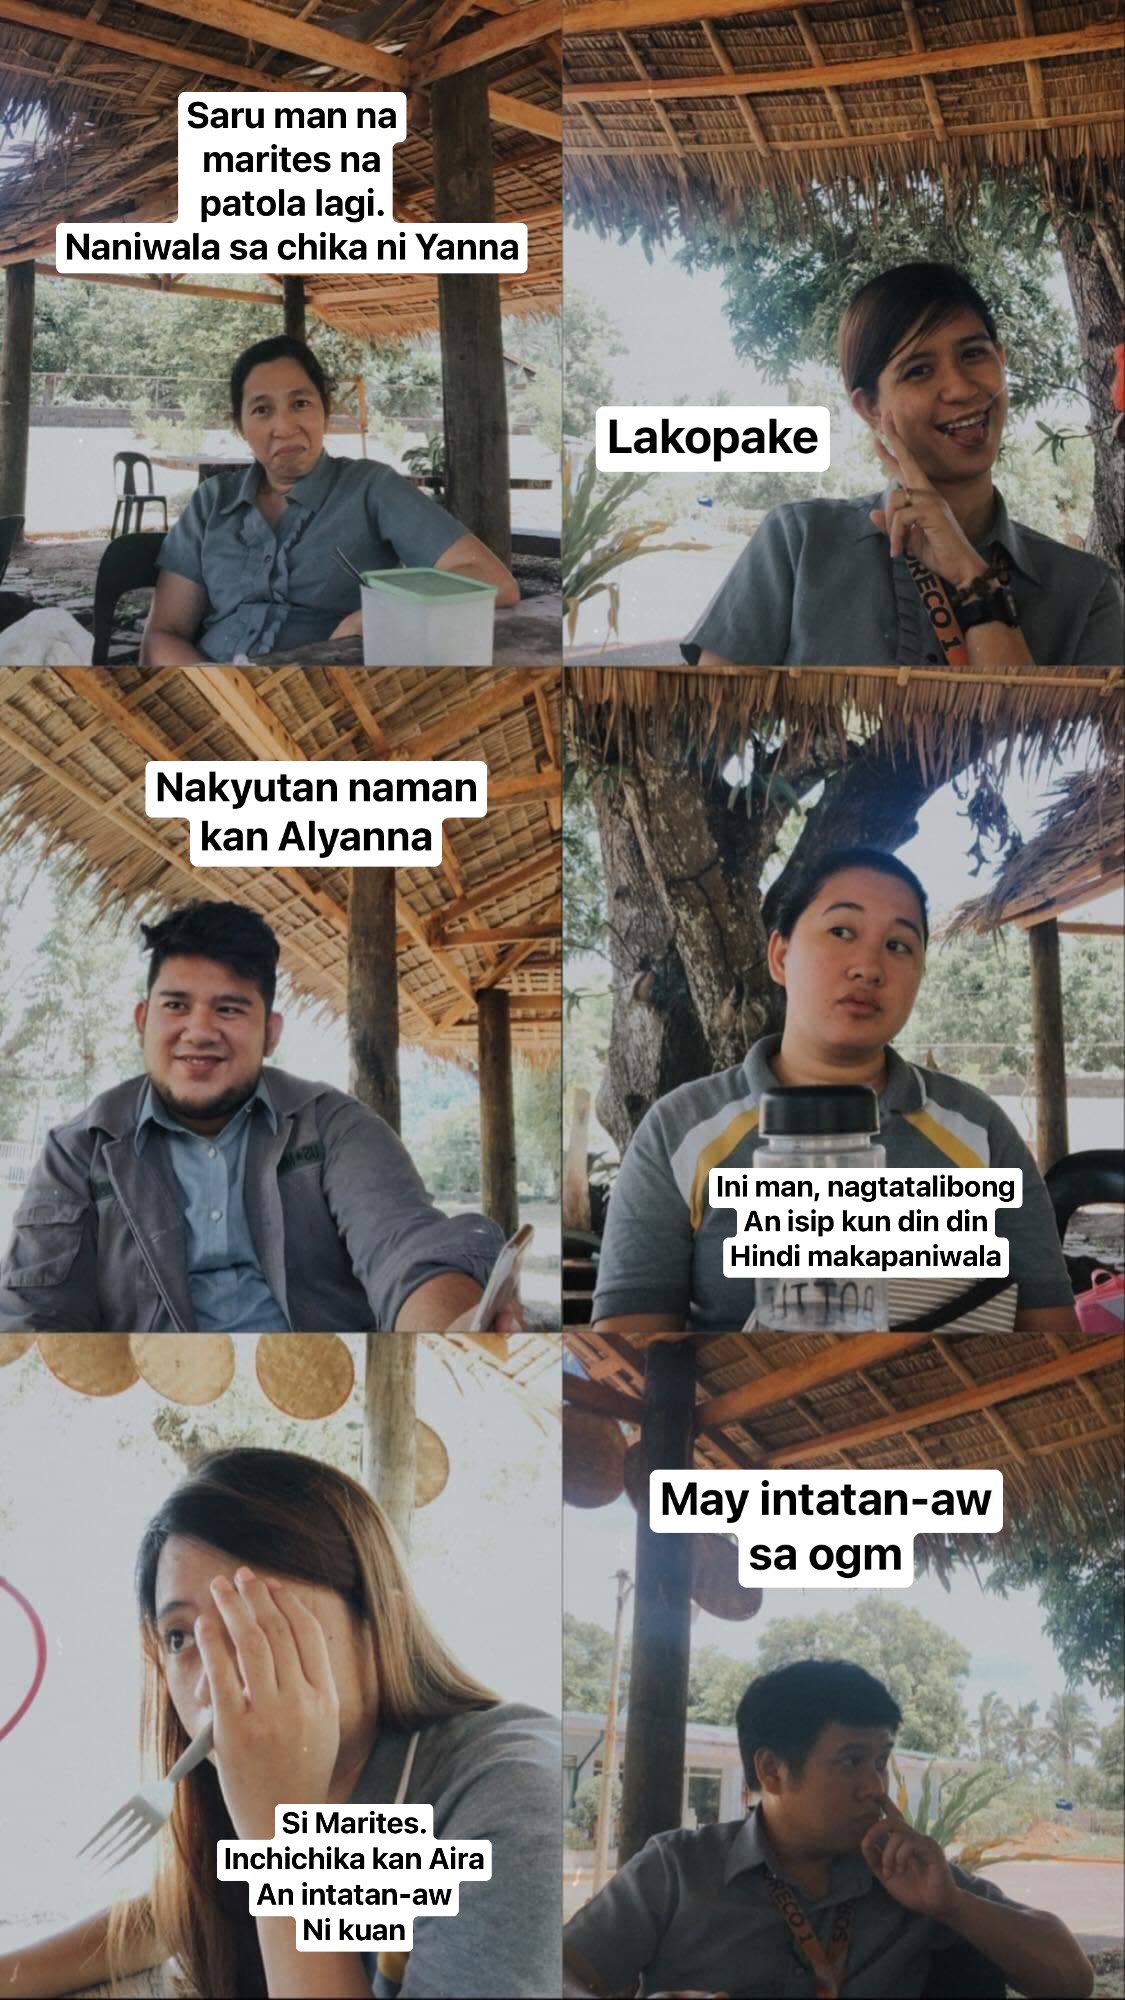 Saru man na
marites na
patola lagi.
Naniwala sa chika ni Yanna
Lakopake
RECO 1
Nakyutan naman
kan Alyanna
Ini man, nagtatalibong
An isip kun din din
Hindi makapaniwala
Si Marites.
Inchichika kan Aira
An intatan-aw
Ni kuan
May intatan-aw
sa ogm
RECO 1